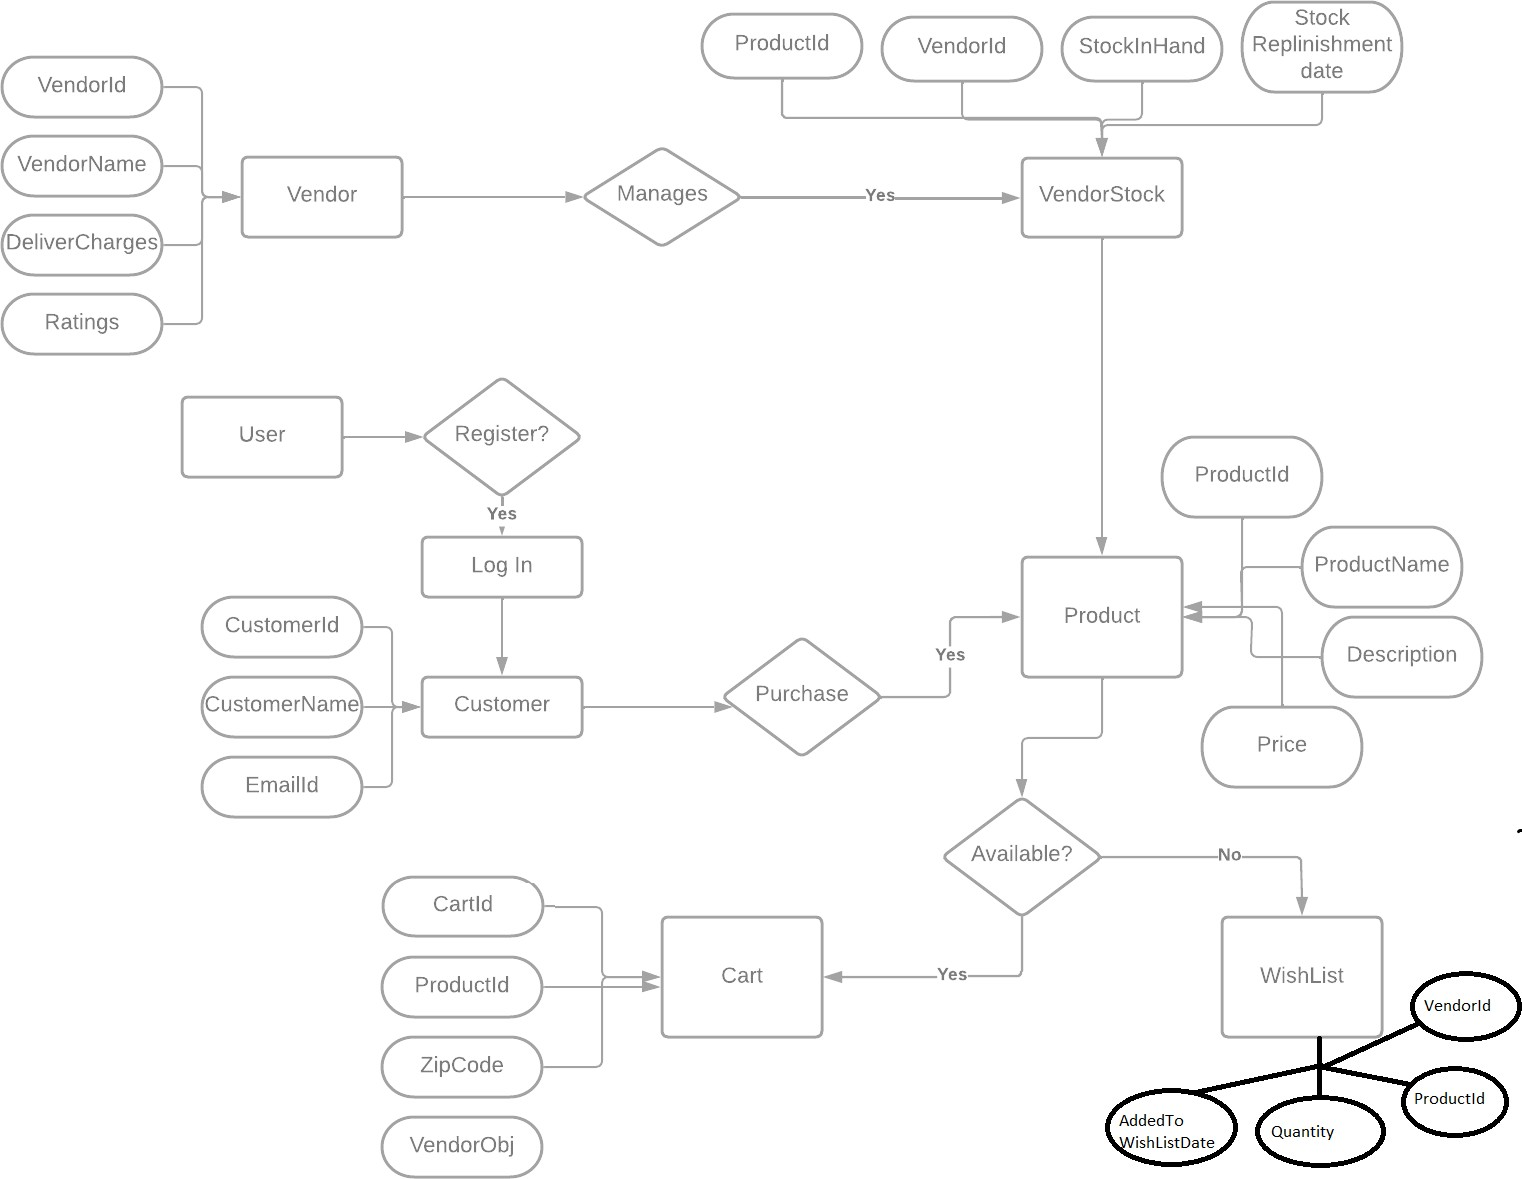 ProductId
VendorId
StockInHand
Stock
Replinishment
date
VendorId
VendorName
DeliverCharges
Ratings
Vendor
Manages
Yes
VendorStock
User
Register?
Yes
Log In
CustomerId
CustomerName
EmailId
Customer
Purchase
Yes
Product
ProductId
ProductName
Description
Price
Available?
No
Yes
CartId
ProductId
ZipCode
VendorObj
Cart
WishList
VendorId
ProductId
Quantity
AddedTo
WishListDate